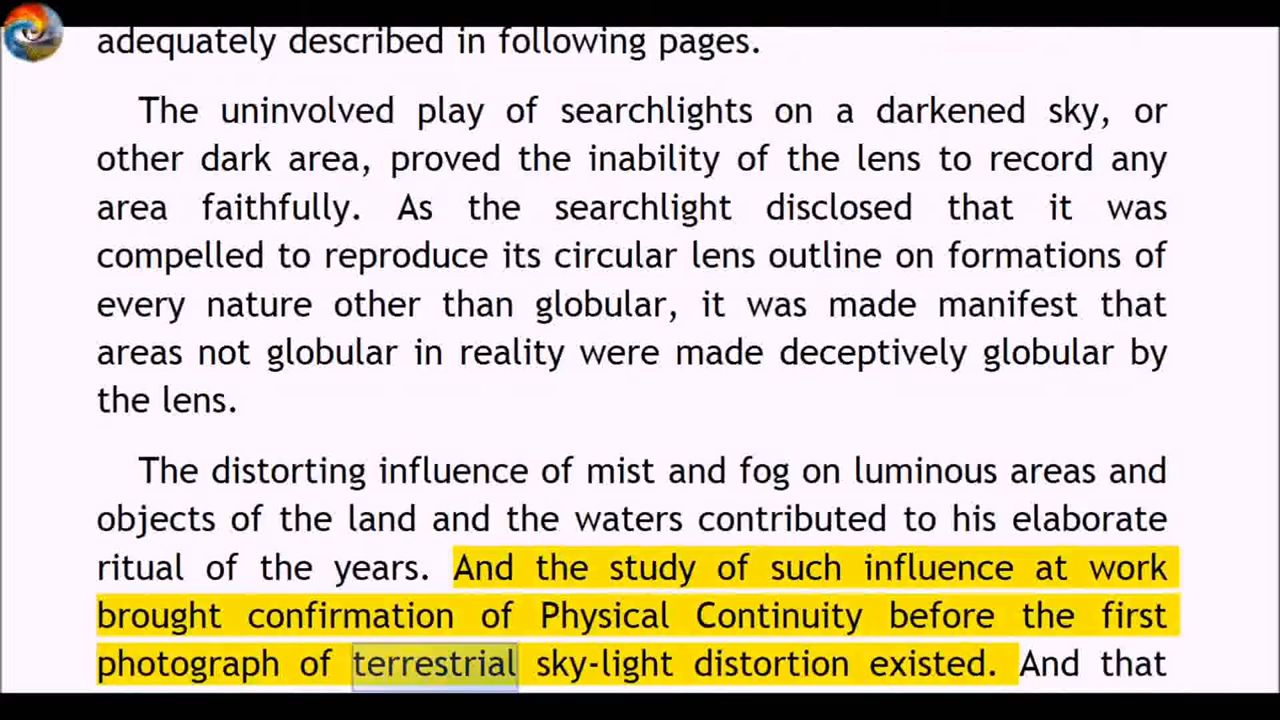 adequately described in following pages.
The uninvolved play of searchlights on a darkened sky, or
other dark area, proved the inability of the lens to record any
area faithfully. As the searchlight disclosed that it was
compelled to reproduce its circular lens outline on formations of
every nature other than globular, it was made manifest that
areas not globular in reality were made deceptively globular by
the lens.
The distorting influence of mist and fog on luminous areas and
objects of the land and the waters contributed to his elaborate
ritual of the years. And the study of such influence at work
brought confirmation of Physical Continuity before the first
photograph of terrestrial sky-light distortion existed. And that